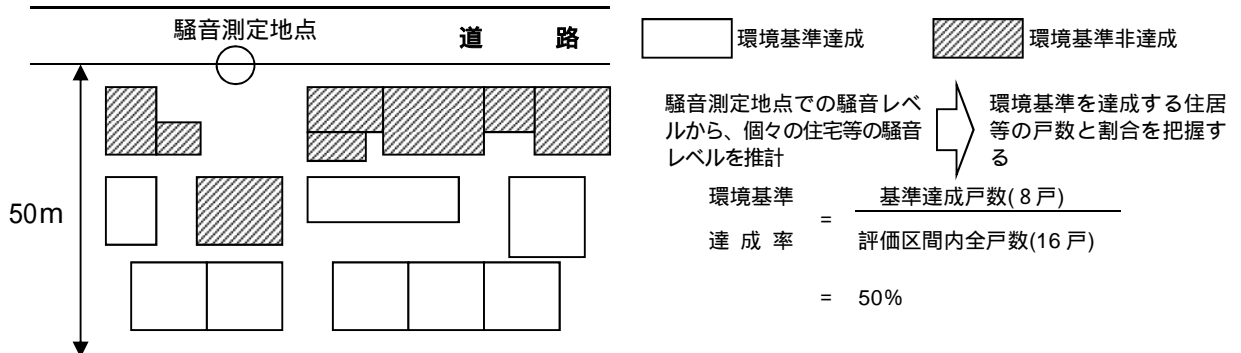 騒音測定地点
道 路
50m
環境基準達成
環境基準非達成
騒音測定地点での騒音レベ
ルから、個々の住宅等の騒音
レベルを推計
環境基準を達成する住居
等の戸数と割合を把握す
る
環境基準
達 成 率
=
基準達成戸数(8戸)
評価区間内全戸数(16 戸)
= 50%